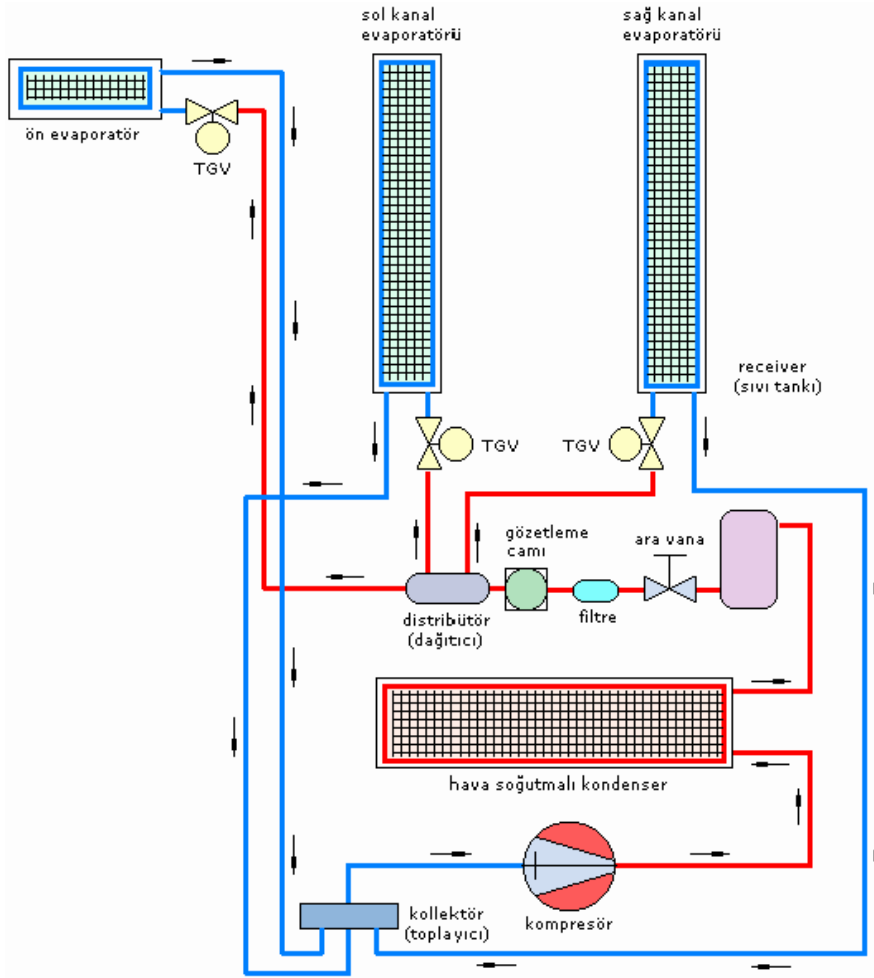 sol kanal
evaporatörü
sağ kanal
evaporatörü
ön evaporatör
TGV
receiver
(sıvı tankı)
TGV
TGV
gözetleme
camı
ara vana
distribütör
(dağıtıcı)
filtre
hava soğutmalı kondenser
kollektör
(toplayıcı)
kompresör